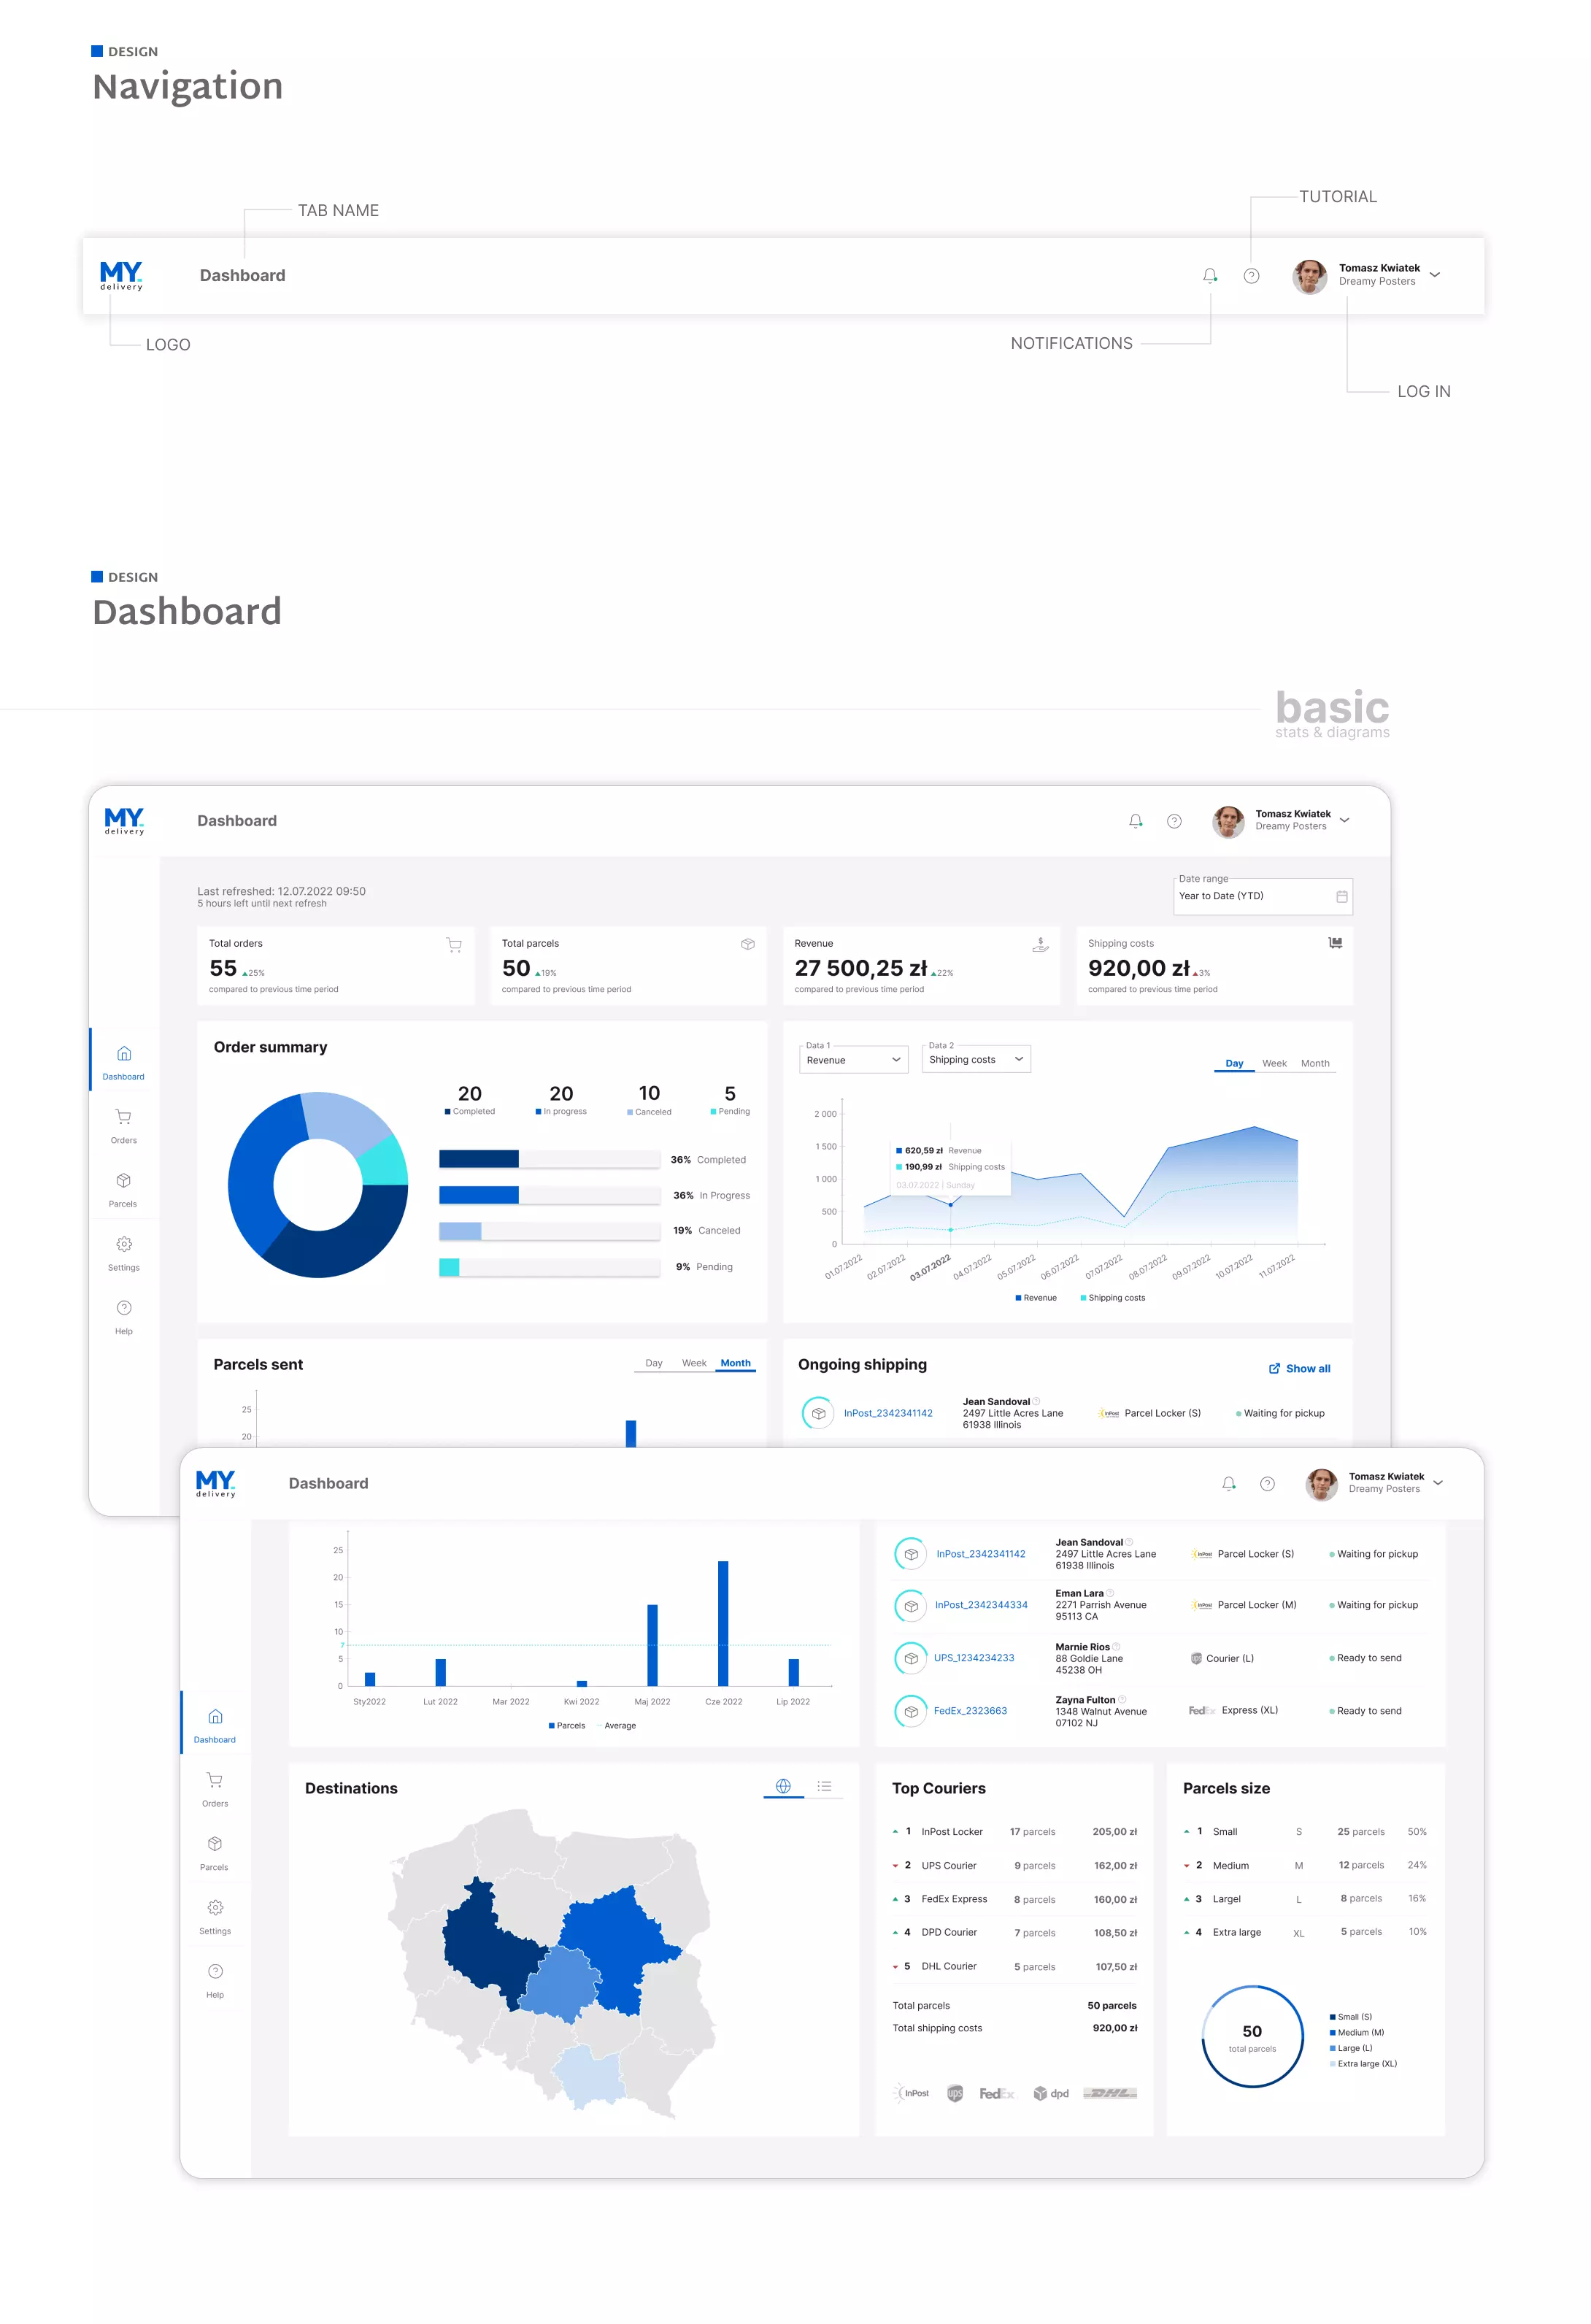 DESIGN
Navigation
TAB NAME
TUTORIAL
MY.
delivery
Dashboard
Tomasz Kwiatek
Dreamy Posters
LOGO
NOTIFICATIONS
LOG IN
DESIGN
Dashboard
basic
stats & diagrams
MY.
delivery
Dashboard
Tomasz Kwiatek
Dreamy Posters
Last refreshed: 12.07.2022 09:50
5 hours left until next refresh
Date range
Year to Date (YTD)
Total orders
55 25%
compared to previous time period
Total parcels
50 19%
compared to previous time period
Revenue
27 500,25 zł 22%
compared to previous time period
Shipping costs
920,00 zł 3%
compared to previous time period
Dashboard
Orders
Parcels
Settings
Help
Order summary
20 20 10 5
Completed In progress Canceled Pending
36% Completed
36% In Progress
19% Canceled
9% Pending
Data 1
Revenue
Data 2
Shipping costs
Day Week Month
2 000
1 500
1 000
500
0
620,59 zł Revenue
190,99 zł Shipping costs
03.07.2022 | Sunday
01.07.2022 02.07.2022 03.07.2022 04.07.2022 05.07.2022 06.07.2022 07.07.2022 08.07.2022 09.07.2022 10.07.2022 11.07.2022
Revenue Shipping costs
Parcels sent
Day Week Month
25
20
Ongoing shipping
Show all
InPost_2342341142
Jean Sandoval
2497 Little Acres Lane
61938 Illinois
InPost
Parcel Locker (S)
Waiting for pickup
MY.
delivery
Dashboard
Tomasz Kwiatek
Dreamy Posters
Dashboard
Orders
Parcels
Settings
Help
25
20
15
10
7
5
0
Sty2022 Lut 2022 Mar 2022 Kwi 2022 Maj 2022 Cze 2022 Lip 2022
Parcels Average
InPost_2342341142
Jean Sandoval
2497 Little Acres Lane
61938 Illinois
InPost
Parcel Locker (S)
Waiting for pickup
InPost_2342344334
Eman Lara
2271 Parrish Avenue
95113 CA
InPost
Parcel Locker (M)
Waiting for pickup
UPS_1234234233
Marnie Rios
88 Goldie Lane
45238 OH
ups
Courier (L)
Ready to send
FedEx_2323663
Zayna Fulton
1348 Walnut Avenue
07102 NJ
FedEx
Express (XL)
Ready to send
Destinations
Top Couriers
1 InPost Locker 17 parcels 205,00 zł
2 UPS Courier 9 parcels 162,00 zł
3 FedEx Express 8 parcels 160,00 zł
4 DPD Courier 7 parcels 108,50 zł
5 DHL Courier 5 parcels 107,50 zł
Total parcels 50 parcels
Total shipping costs 920,00 zł
InPost ups FedEx dpd DHL
Parcels size
1 Small S 25 parcels 50%
2 Medium M 12 parcels 24%
3 Largel L 8 parcels 16%
4 Extra large XL 5 parcels 10%
50
total parcels
Small (S)
Medium (M)
Large (L)
Extra large (XL)